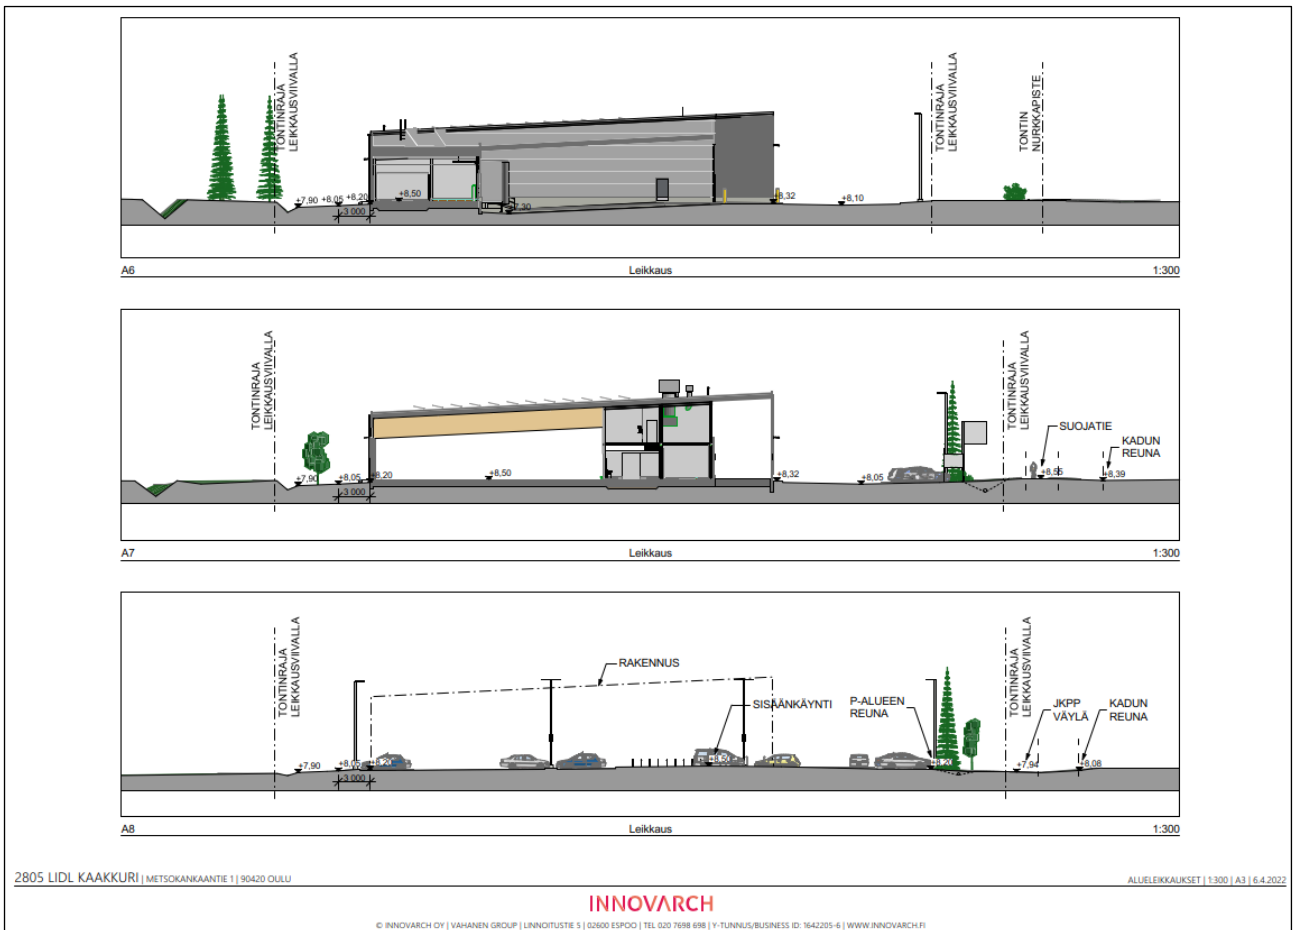 TONTINRAJA
LEIKKAUSVIIVALLA
TONTINRAJA
LEIKKAUSVIIVALLA
TONTIN
NURKKAPISTE
+7,90 +8,05 +8,20
+8,50
+8,32
+8,10
3 000
7,30
A6 Leikkaus 1:300
TONTINRAJA
LEIKKAUSVIIVALLA
TONTINRAJA
LEIKKAUSVIIVALLA
SUOJATIE
KADUN
REUNA
+7,90 +8,05 +8,20
+8,50
+8,32
+8,05
+8,55
+8,39
3 000
A7 Leikkaus 1:300
TONTINRAJA
LEIKKAUSVIIVALLA
RAKENNUS
TONTINRAJA
LEIKKAUSVIIVALLA
SISÄÄNKÄYNTI
P-ALUEEN
REUNA
JKPP
VÄYLÄ
KADUN
REUNA
+7,90 +8,05 +8,20
+8,20
+7,94
+8,08
3 000
A8 Leikkaus 1:300
2805 LIDL KAAKKURI | METSOKANKAANTIE 1 | 90420 OULU
ALUELEIKKAUKSET | 1:300 | A3 | 6.4.2022
INNOVARCH
© INNOVARCH OY | VAHANEN GROUP | LINNOITUSTIE 5 | 02600 ESPOO | TEL 020 7698 698 | Y-TUNNUS/BUSINESS ID: 1642205-6 | WWW.INNOVARCH.FI